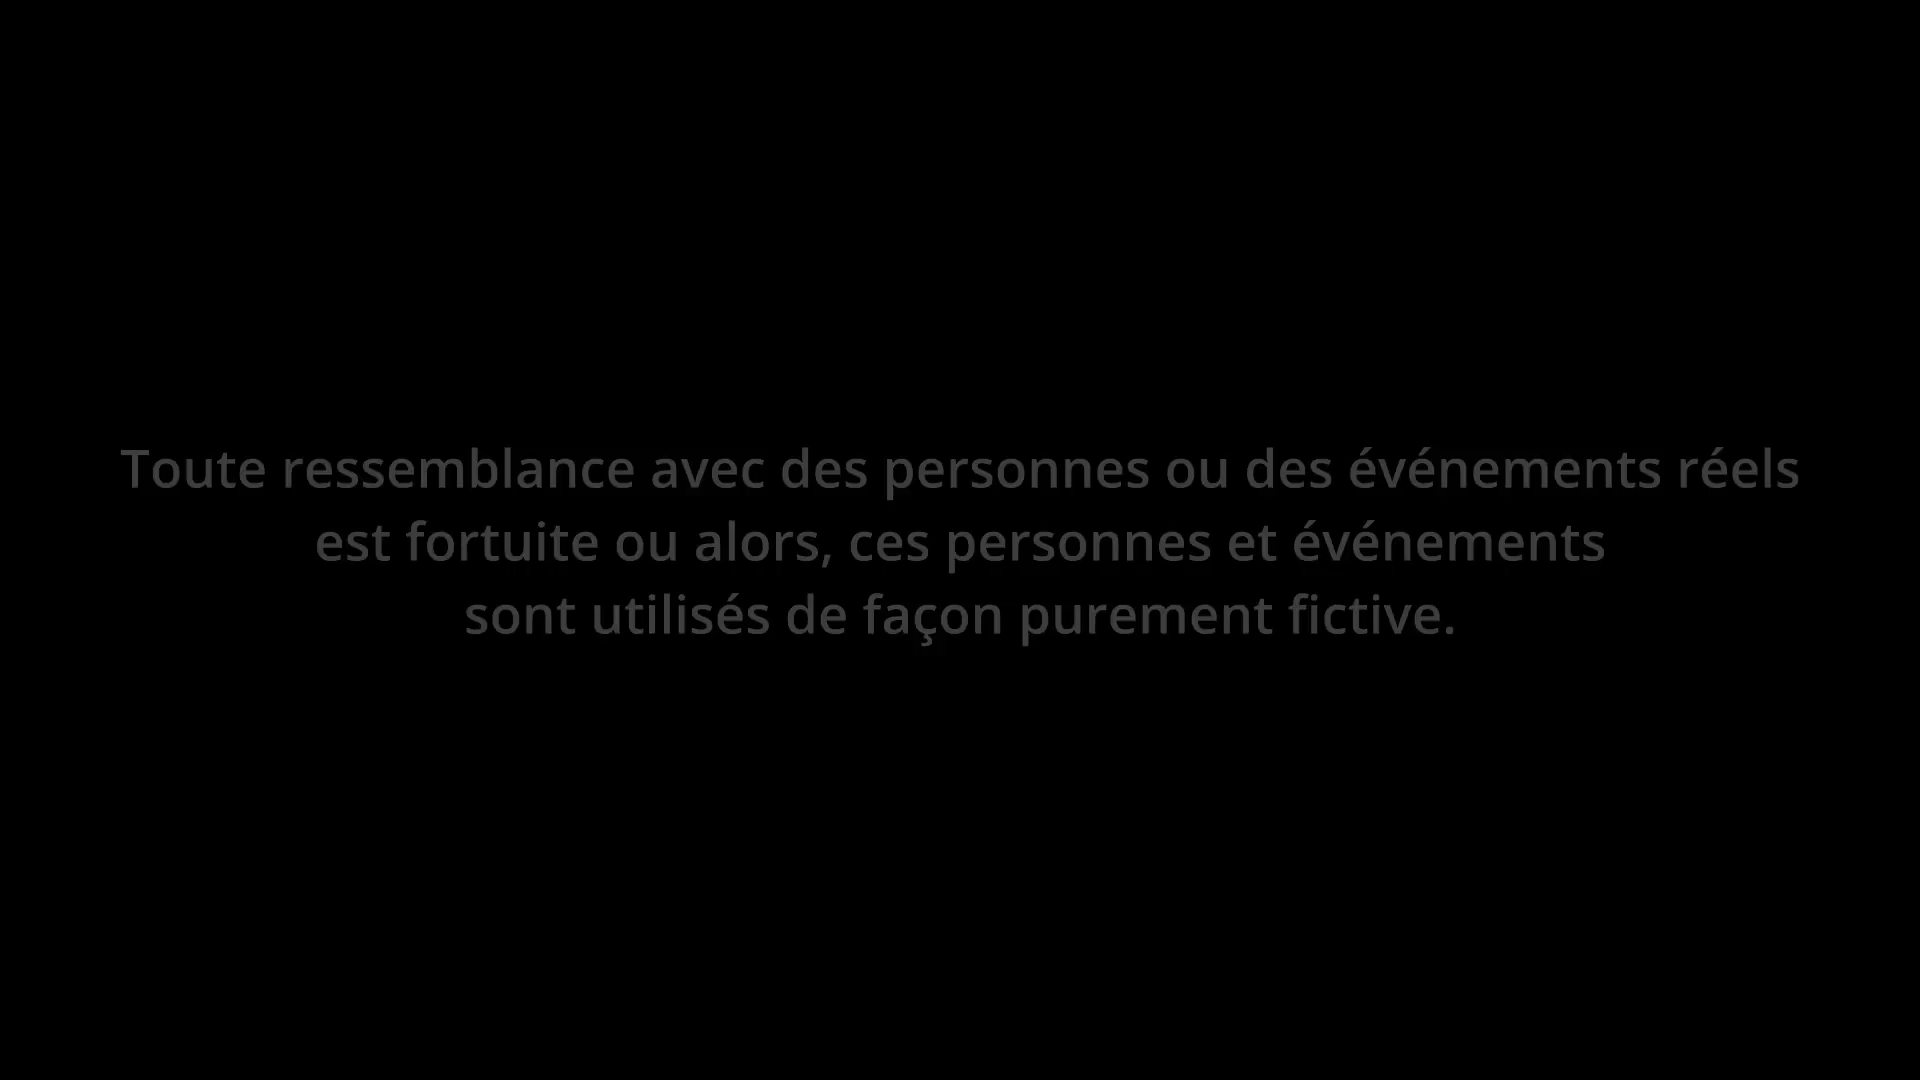 Toute ressemblance avec des personnes ou des événements réels
est fortuite ou alors, ces personnes et événements
sont utilisés de façon purement fictive.